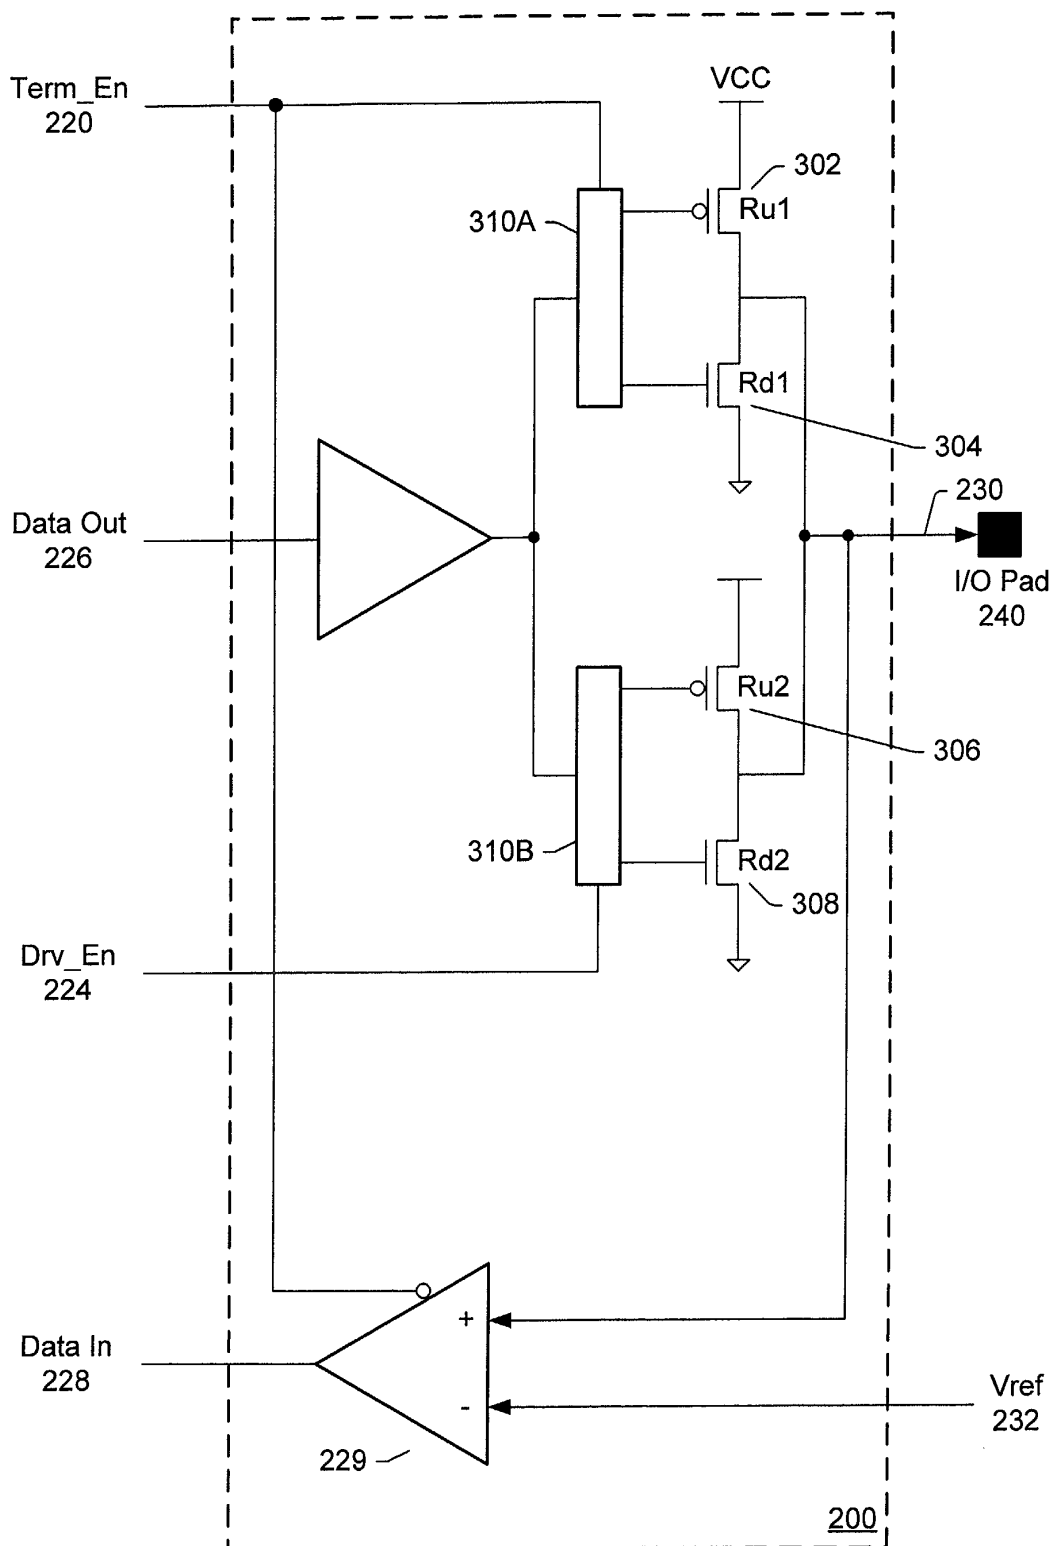 Term_En
220
VCC
302
Ru1
310A
Rd1
304
230
Data Out
226
I/O Pad
240
Ru2
306
310B
Rd2
308
Drv_En
224
+
Data In
228
-
Vref
232
229
200